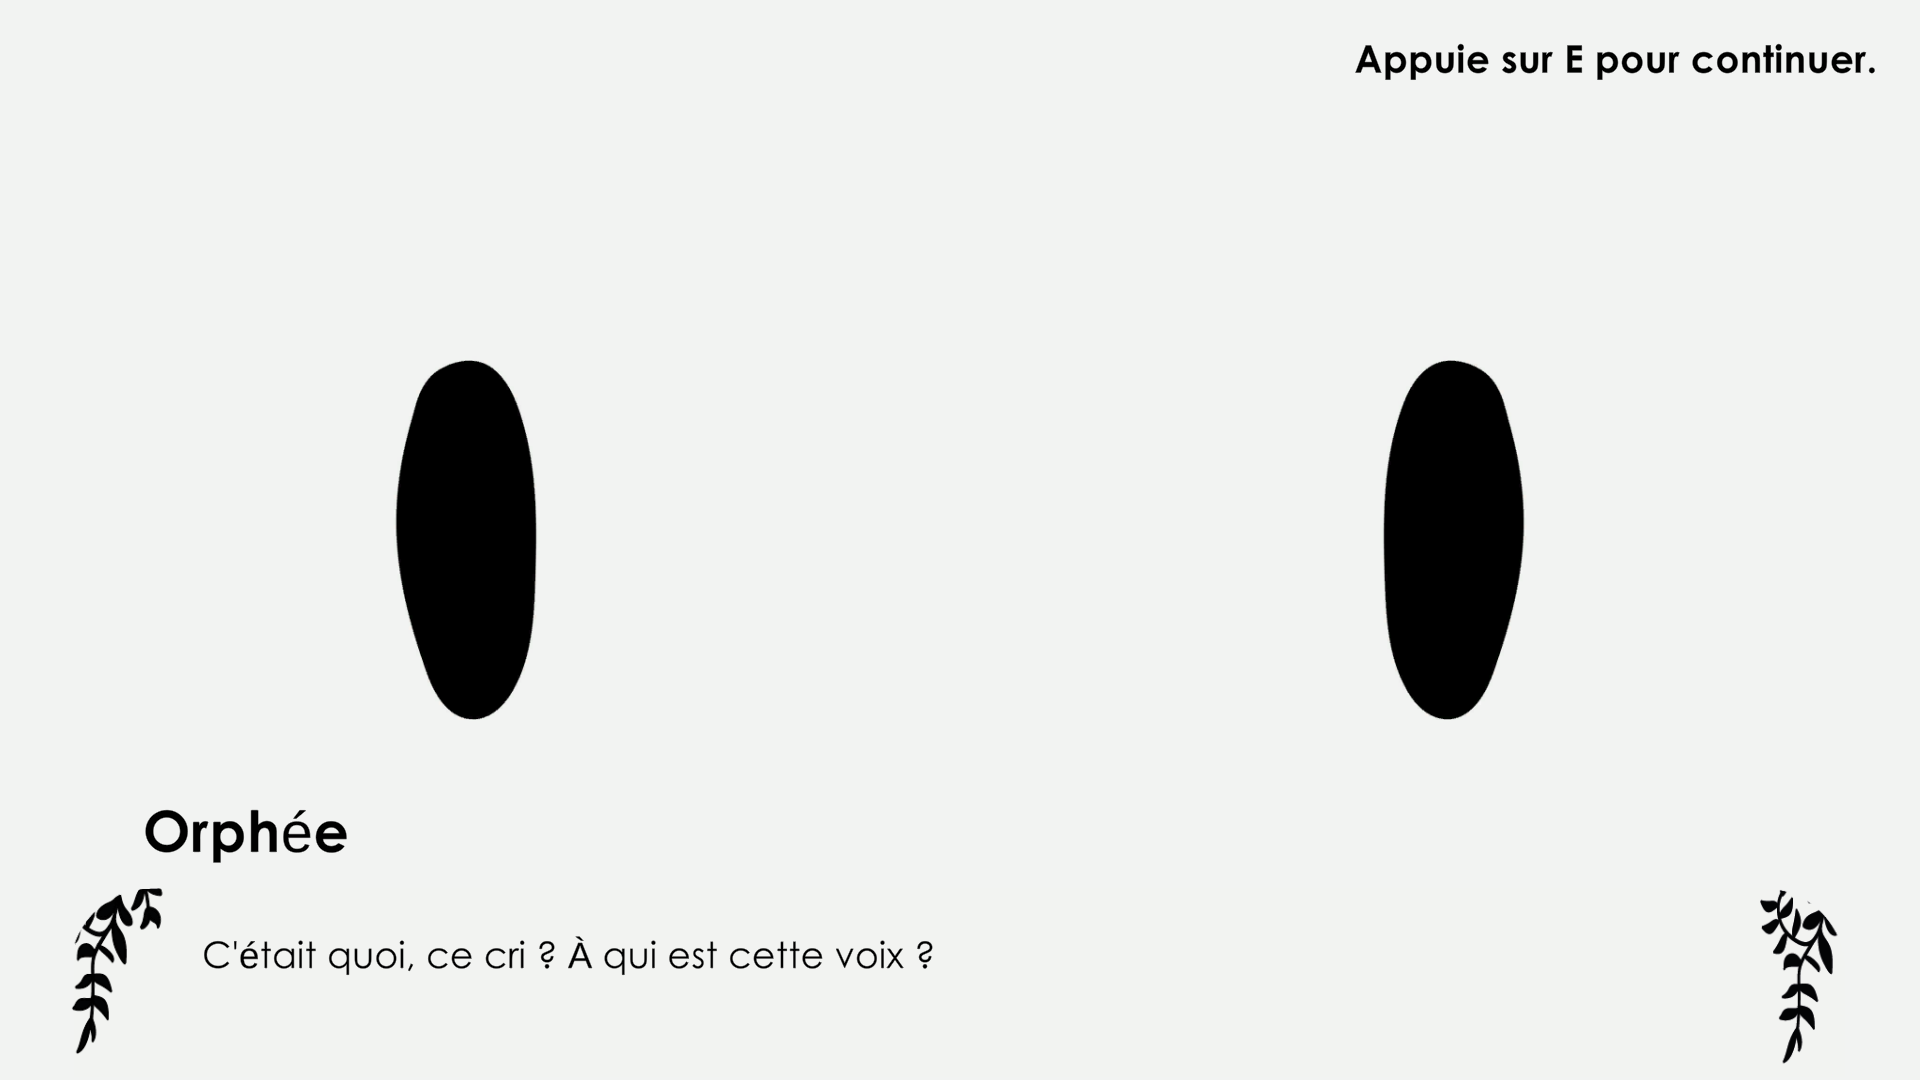 Appuie sur E pour continuer.
Orphée
C'était quoi, ce cri ? À qui est cette voix ?